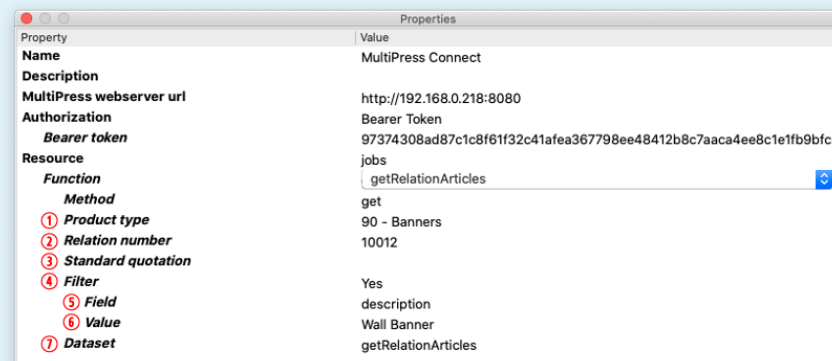 Properties
Property Value
Name MultiPress Connect
Description
MultiPress webserver url http://192.168.0.218:8080
Authorization Bearer Token
Bearer token 97374308ad87c1c8f61f32c41afea367798ee48412b8c7aaca4ee8c1e1fb9bfc
Resource jobs
Function getRelationArticles
Method get
① Product type 90 - Banners
② Relation number 10012
③ Standard quotation
④ Filter Yes
⑤ Field description
⑥ Value Wall Banner
⑦ Dataset getRelationArticles